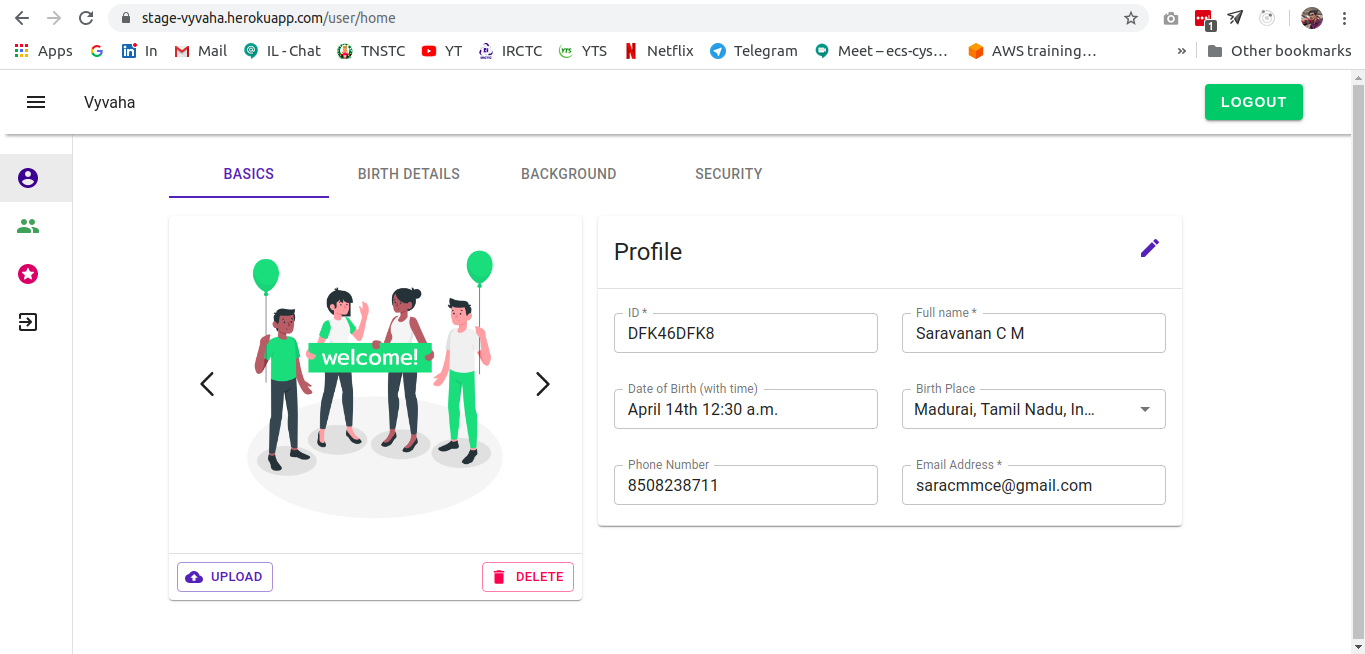 stage-vyvaha.herokuapp.com/user/home
1
Apps In Mail IL - Chat TNSTC YT IRCTC YTS Netflix Telegram Meet – ecs-cys... AWS training... » Other bookmarks
Vyvaha LOGOUT
BASICS BIRTH DETAILS BACKGROUND SECURITY
welcome!
UPLOAD DELETE
Profile
ID * Full name *
DFK46DFK8 Saravanan C M
Date of Birth (with time) Birth Place
April 14th 12:30 a.m. Madurai, Tamil Nadu, In...
Phone Number Email Address *
8508238711 saracmmce@gmail.com